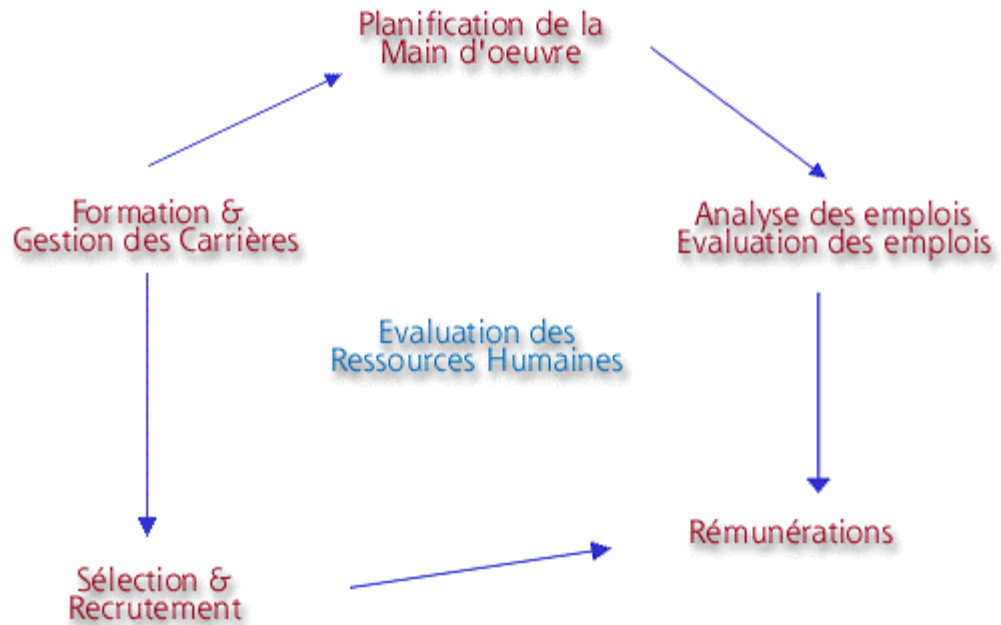 Planification de la
Main d'oeuvre
Formation &
Gestion des Carrières
Analyse des emplois
Evaluation des emplois
Evaluation des
Ressources Humaines
Rémunérations
Sélection &
Recrutement